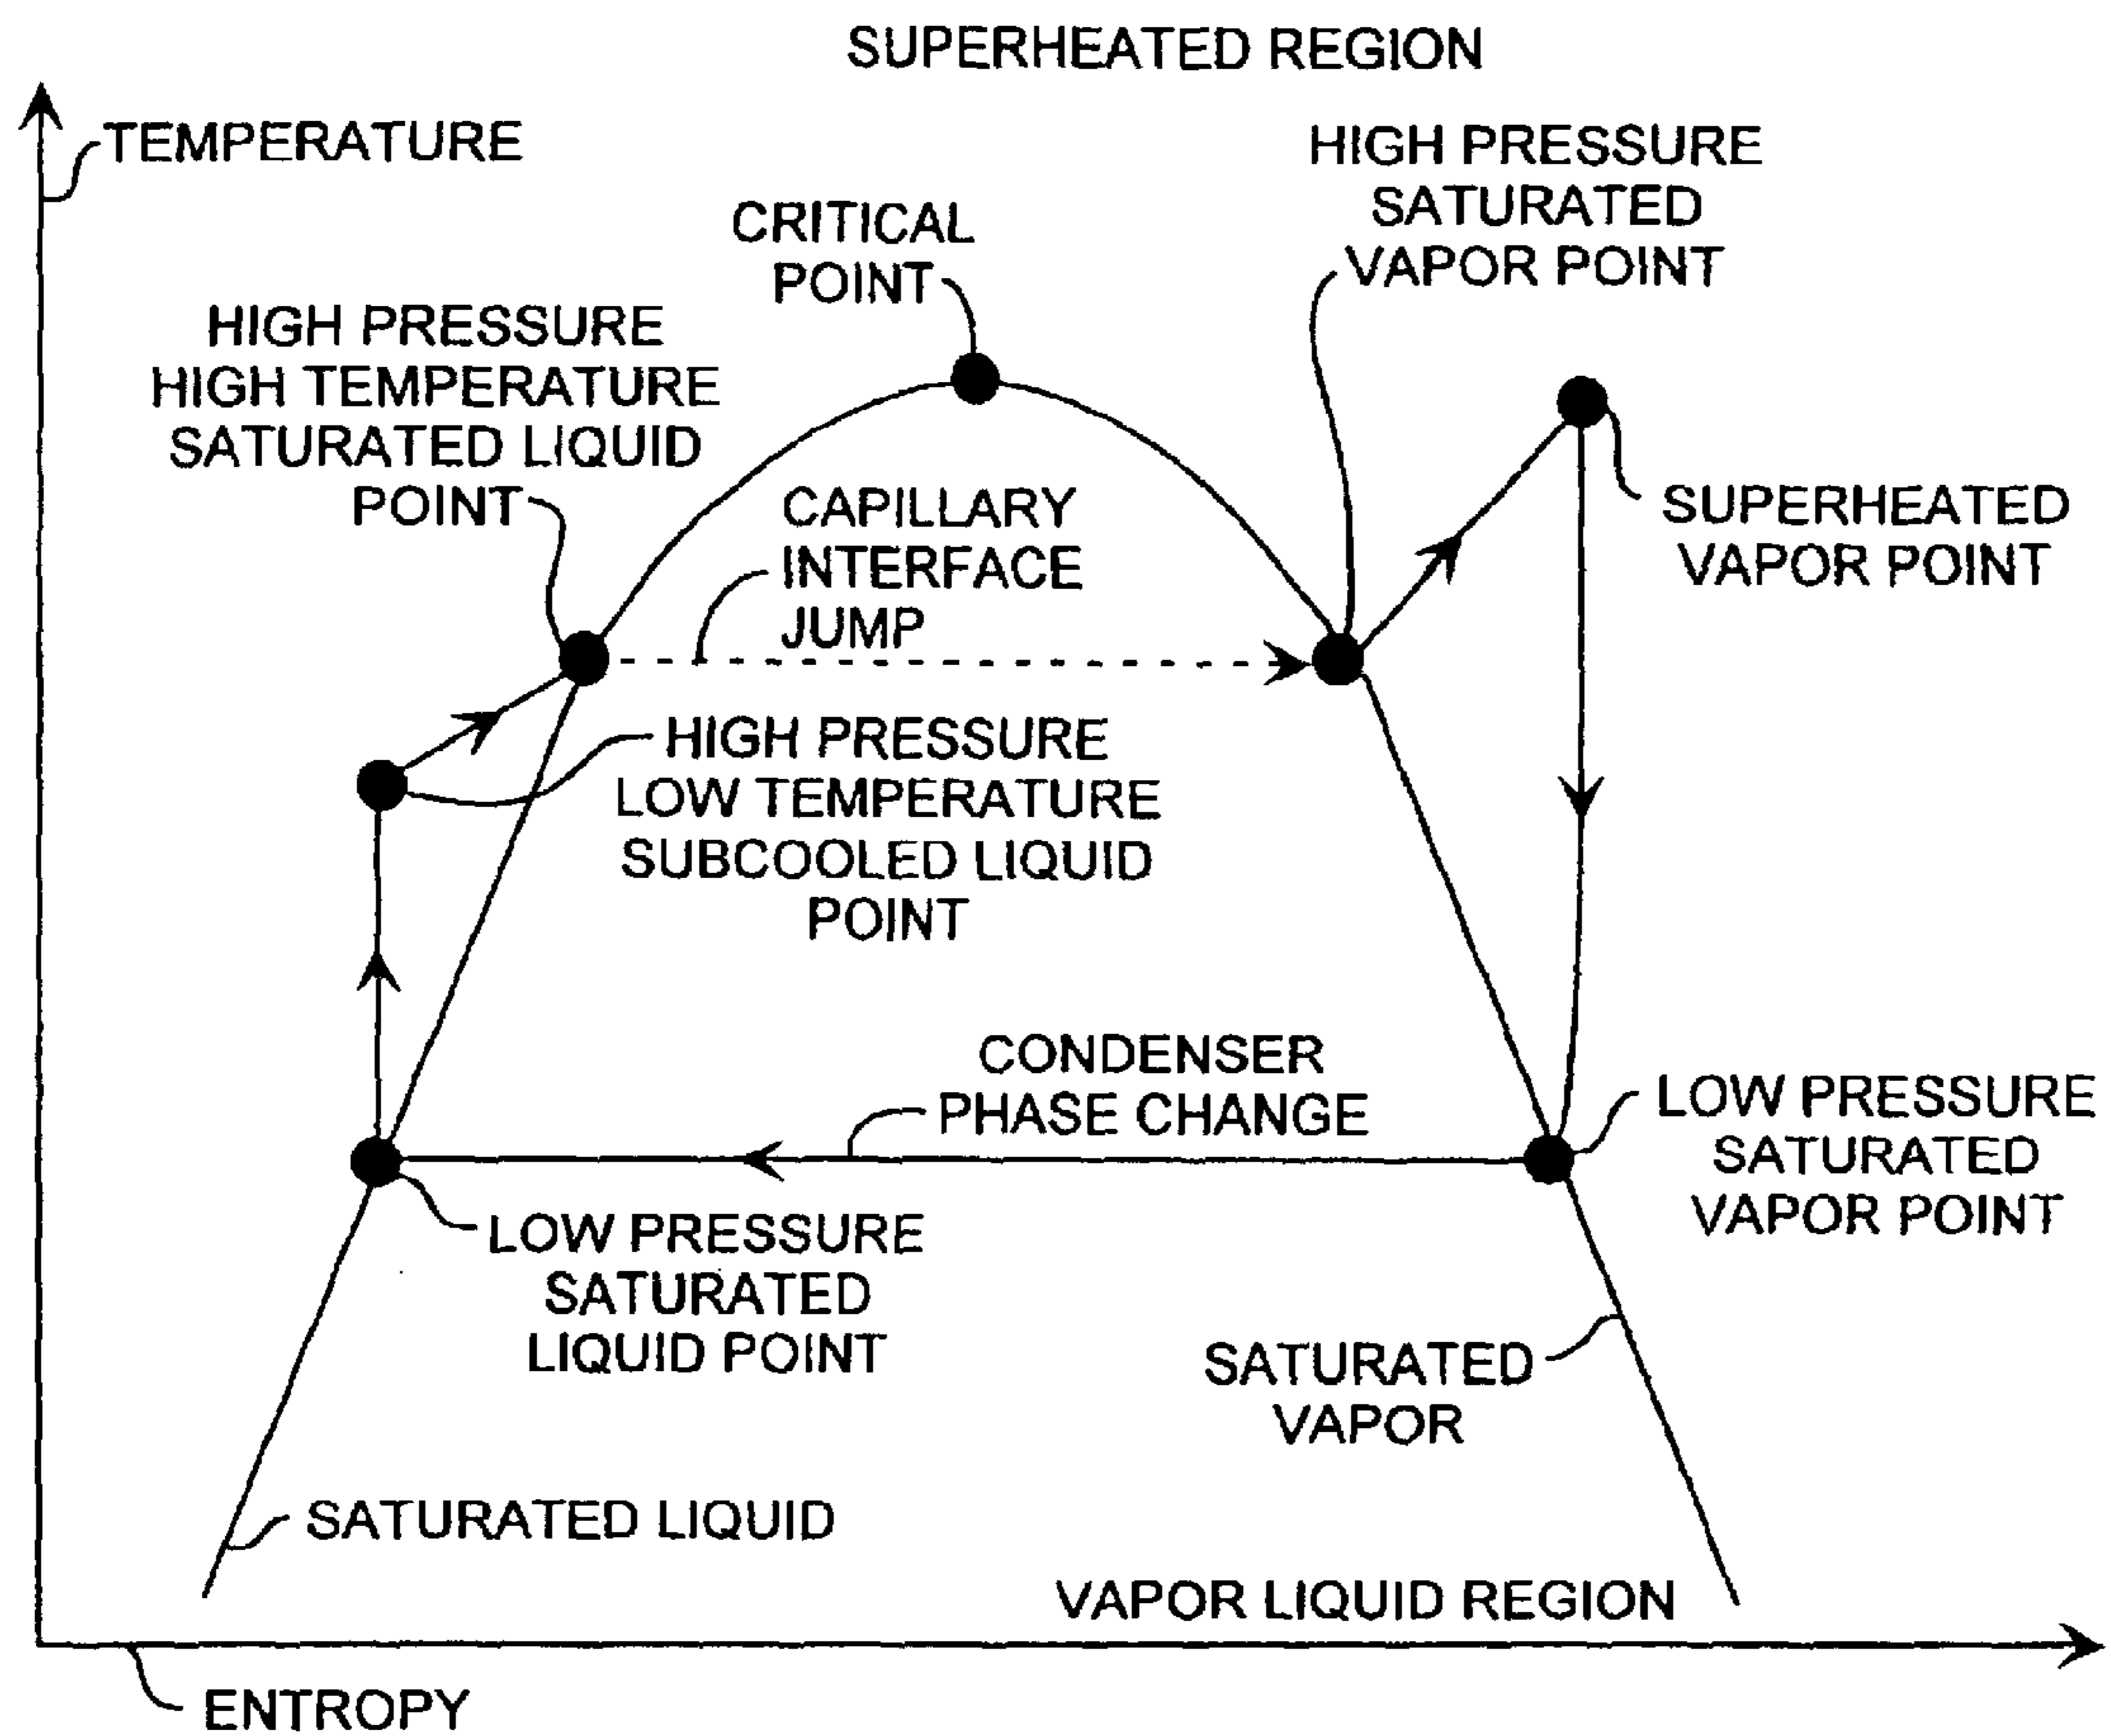 SUPERHEATED REGION
TEMPERATURE
HIGH PRESSURE
SATURATED
VAPOR POINT
CRITICAL
POINT
HIGH PRESSURE
HIGH TEMPERATURE
SATURATED LIQUID
POINT
CAPILLARY
INTERFACE
JUMP
SUPERHEATED
VAPOR POINT
HIGH PRESSURE
LOW TEMPERATURE
SUBCOOLED LIQUID
POINT
CONDENSER
PHASE CHANGE
LOW PRESSURE
SATURATED
VAPOR POINT
LOW PRESSURE
SATURATED
LIQUID POINT
SATURATED
VAPOR
SATURATED LIQUID
VAPOR LIQUID REGION
ENTROPY